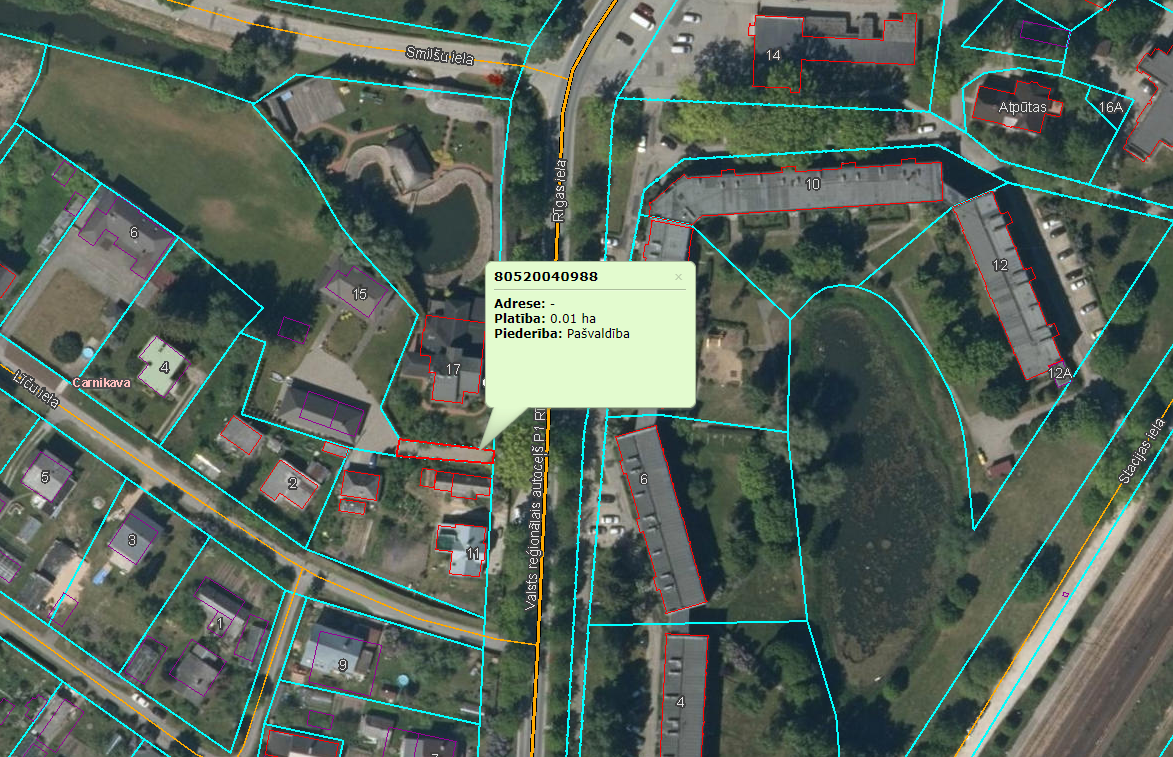 Smilšu iela
14
Atpūtas
16A
Rīgas iela
10
6
12
80520040988
×
Adrese: -
Platība: 0.01 ha
Piederība: Pašvaldība
15
17
4
Carnikava
Līču iela
12A
Stacijas iela
6
5
2
3
11
Valsts reģionālais autoceļš P1
1
9
4
7